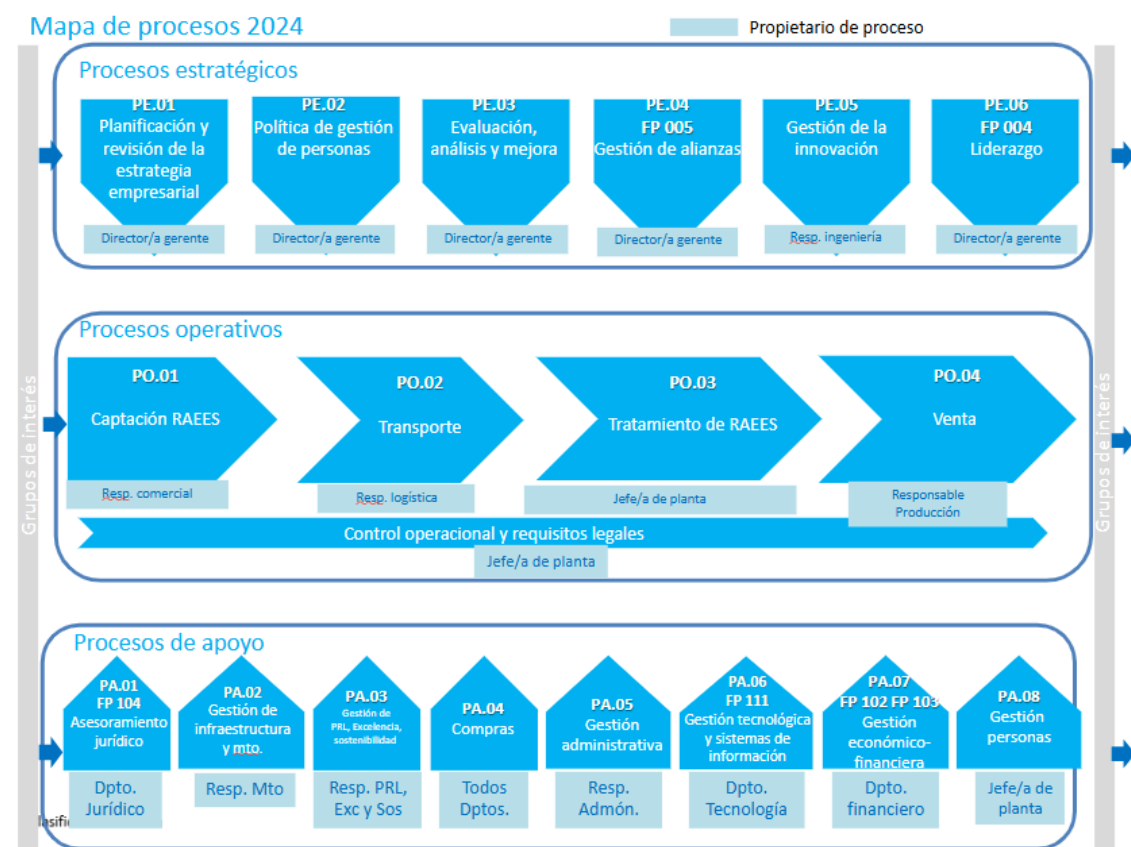 Mapa de procesos 2024
Propietario de proceso
Grupos de interés
Grupos de interés
Procesos estratégicos
PE.01
Planificación y
revisión de la
estrategia
empresarial
Director/a gerente
PE.02
Política de gestión
de personas
Director/a gerente
PE.03
Evaluación,
análisis y mejora
Director/a gerente
PE.04
FP 005
Gestión de alianzas
Director/a gerente
PE.05
Gestión de la
innovación
Resp. ingeniería
PE.06
FP 004
Liderazgo
Director/a gerente
Procesos operativos
PO.01
Captación RAEES
Resp. comercial
PO.02
Transporte
Resp. logística
PO.03
Tratamiento de RAEES
Jefe/a de planta
PO.04
Venta
Responsable
Producción
Control operacional y requisitos legales
Jefe/a de planta
Procesos de apoyo
PA.01
FP 104
Asesoramiento
jurídico
Dpto.
Jurídico
PA.02
Gestión de
infraestructura
y mto.
Resp. Mto
PA.03
Gestión de
PRL, Excelencia,
sostenibilidad
Resp. PRL,
Exc y Sos
PA.04
Compras
Todos
Dptos.
PA.05
Gestión
administrativa
Resp.
Admón.
PA.06
FP 111
Gestión tecnológica
y sistemas de
información
Dpto.
Tecnología
PA.07
FP 102 FP 103
Gestión
económico-
financiera
Dpto.
financiero
PA.08
Gestión
personas
Jefe/a de
planta